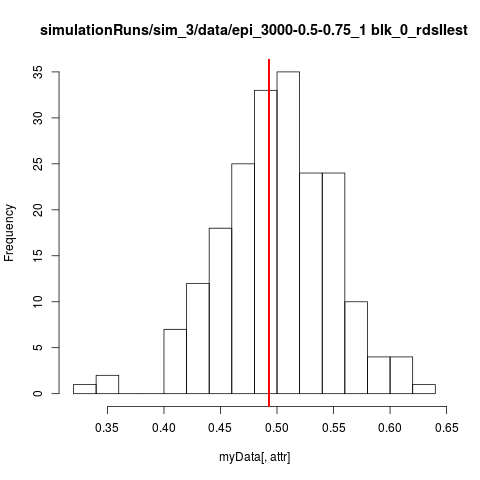 simulationRuns/sim_3/data/epi_3000-0.5-0.75_1 blk_0_rdsllest
Frequency
35
30
25
20
15
10
5
0
0.35 0.40 0.45 0.50 0.55 0.60 0.65
myData[, attr]